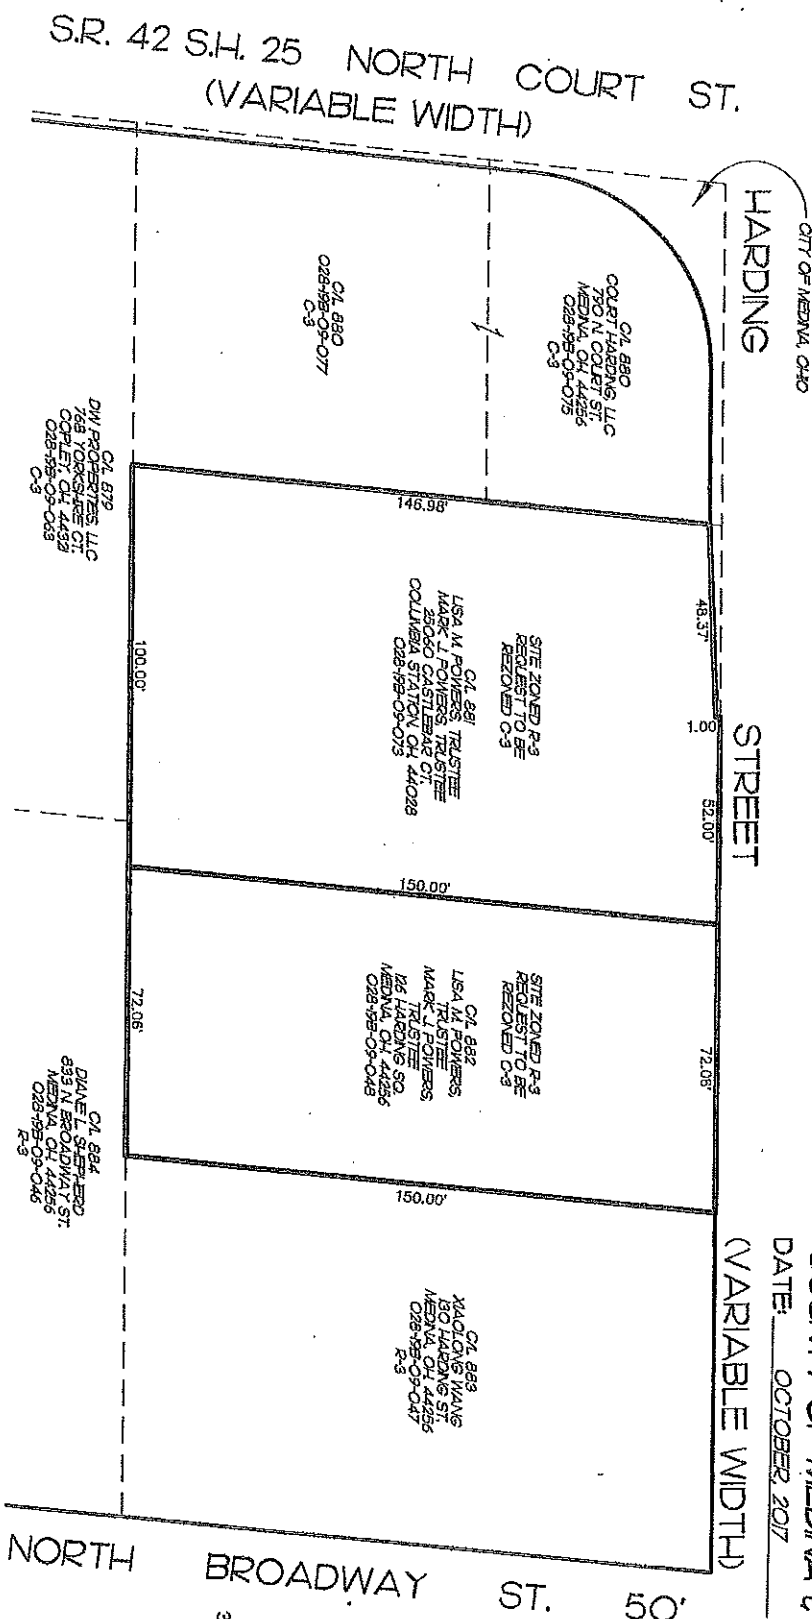 S.R. 42 S.H. 25 NORTH COURT ST.
(VARIABLE WIDTH)
CITY OF MEDINA, OHIO
HARDING
STREET
(VARIABLE WIDTH)
DATE: OCTOBER, 2017
C/L 880
COURT HARDING, LLC
790 N. COURT ST.
MEDINA, OH, 44256
028-19B-09-075
C-3
C/L 880
028-19B-09-077
C-3
C/L 879
DW PROPERTIES, LLC
768 YORKSHIRE CT.
COPLEY, OH,
028-19B-09-063
C-3
146.98'
48.37'
1.00
52.00'
SITE ZONED R-3
REQUEST TO BE
REZONED C-3
C/L 881
LISA M. POWERS, TRUSTEE
MARK J. POWERS, TRUSTEE
25060 CASTLEBAR CT.
COLUMBIA STATION, OH, 44028
028-19B-09-073
100.00'
150.00'
72.06'
SITE ZONED R-3
REQUEST TO BE
REZONED C-3
C/L 882
LISA M. POWERS,
TRUSTEE
MARK J. POWERS,
TRUSTEE
126 HARDING SQ.
MEDINA, OH, 44256
028-19B-09-048
72.06'
150.00'
C/L 884
DIANE L. SHEPHERD
833 N. BROADWAY ST.
MEDINA, OH, 44256
028-19B-09-046
R-3
C/L 883
XIAOLONG WANG
130 HARDING ST.
MEDINA, OH, 44256
028-19B-09-047
R-3
NORTH BROADWAY ST. 50'